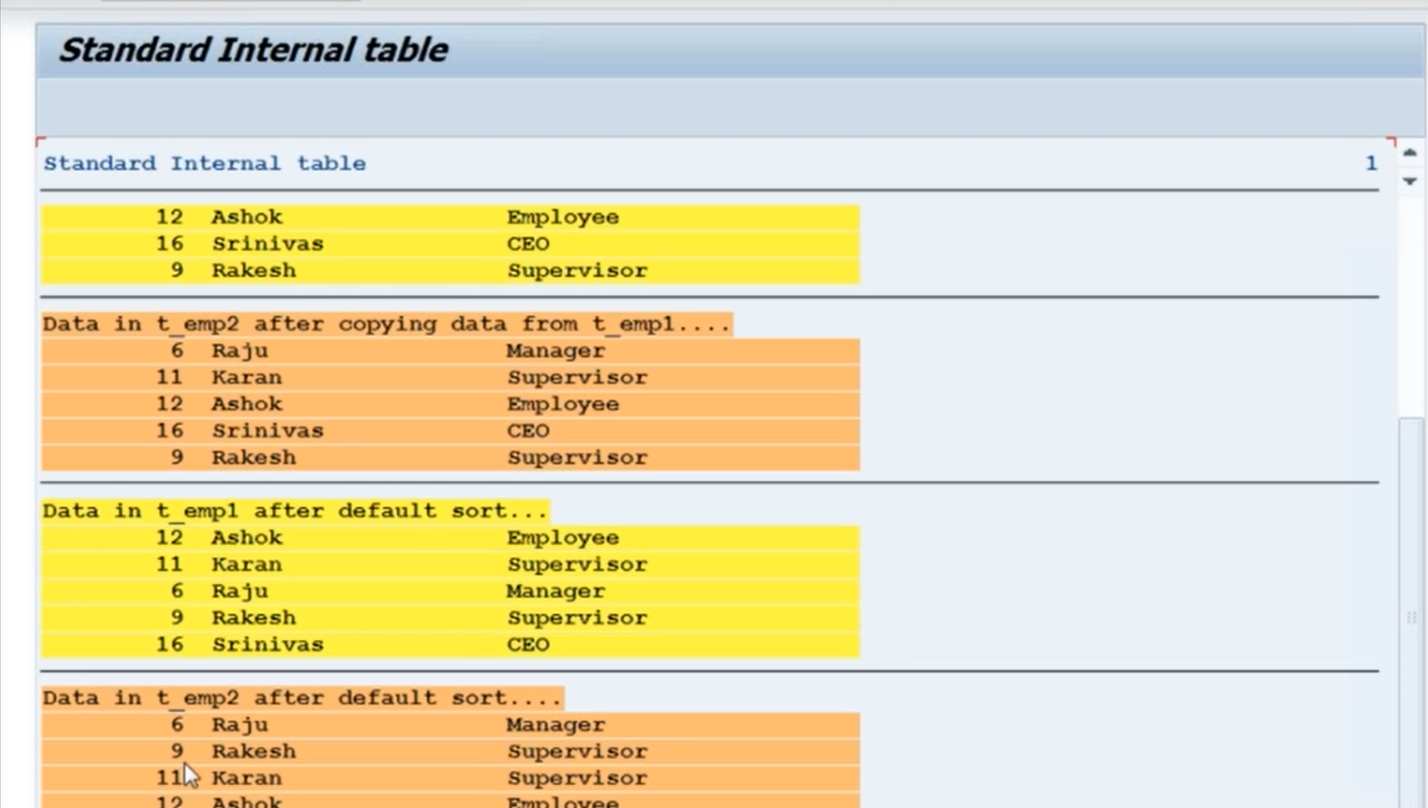 Standard Internal table
Standard Internal table 1
12 Ashok Employee
16 Srinivas CEO
9 Rakesh Supervisor
Data in t_emp2 after copying data from t_emp1....
6 Raju Manager
11 Karan Supervisor
12 Ashok Employee
16 Srinivas CEO
9 Rakesh Supervisor
Data in t_emp1 after default sort...
12 Ashok Employee
11 Karan Supervisor
6 Raju Manager
9 Rakesh Supervisor
16 Srinivas CEO
Data in t_emp2 after default sort....
6 Raju Manager
9 Rakesh Supervisor
11 Karan Supervisor
12 Ashok Employee